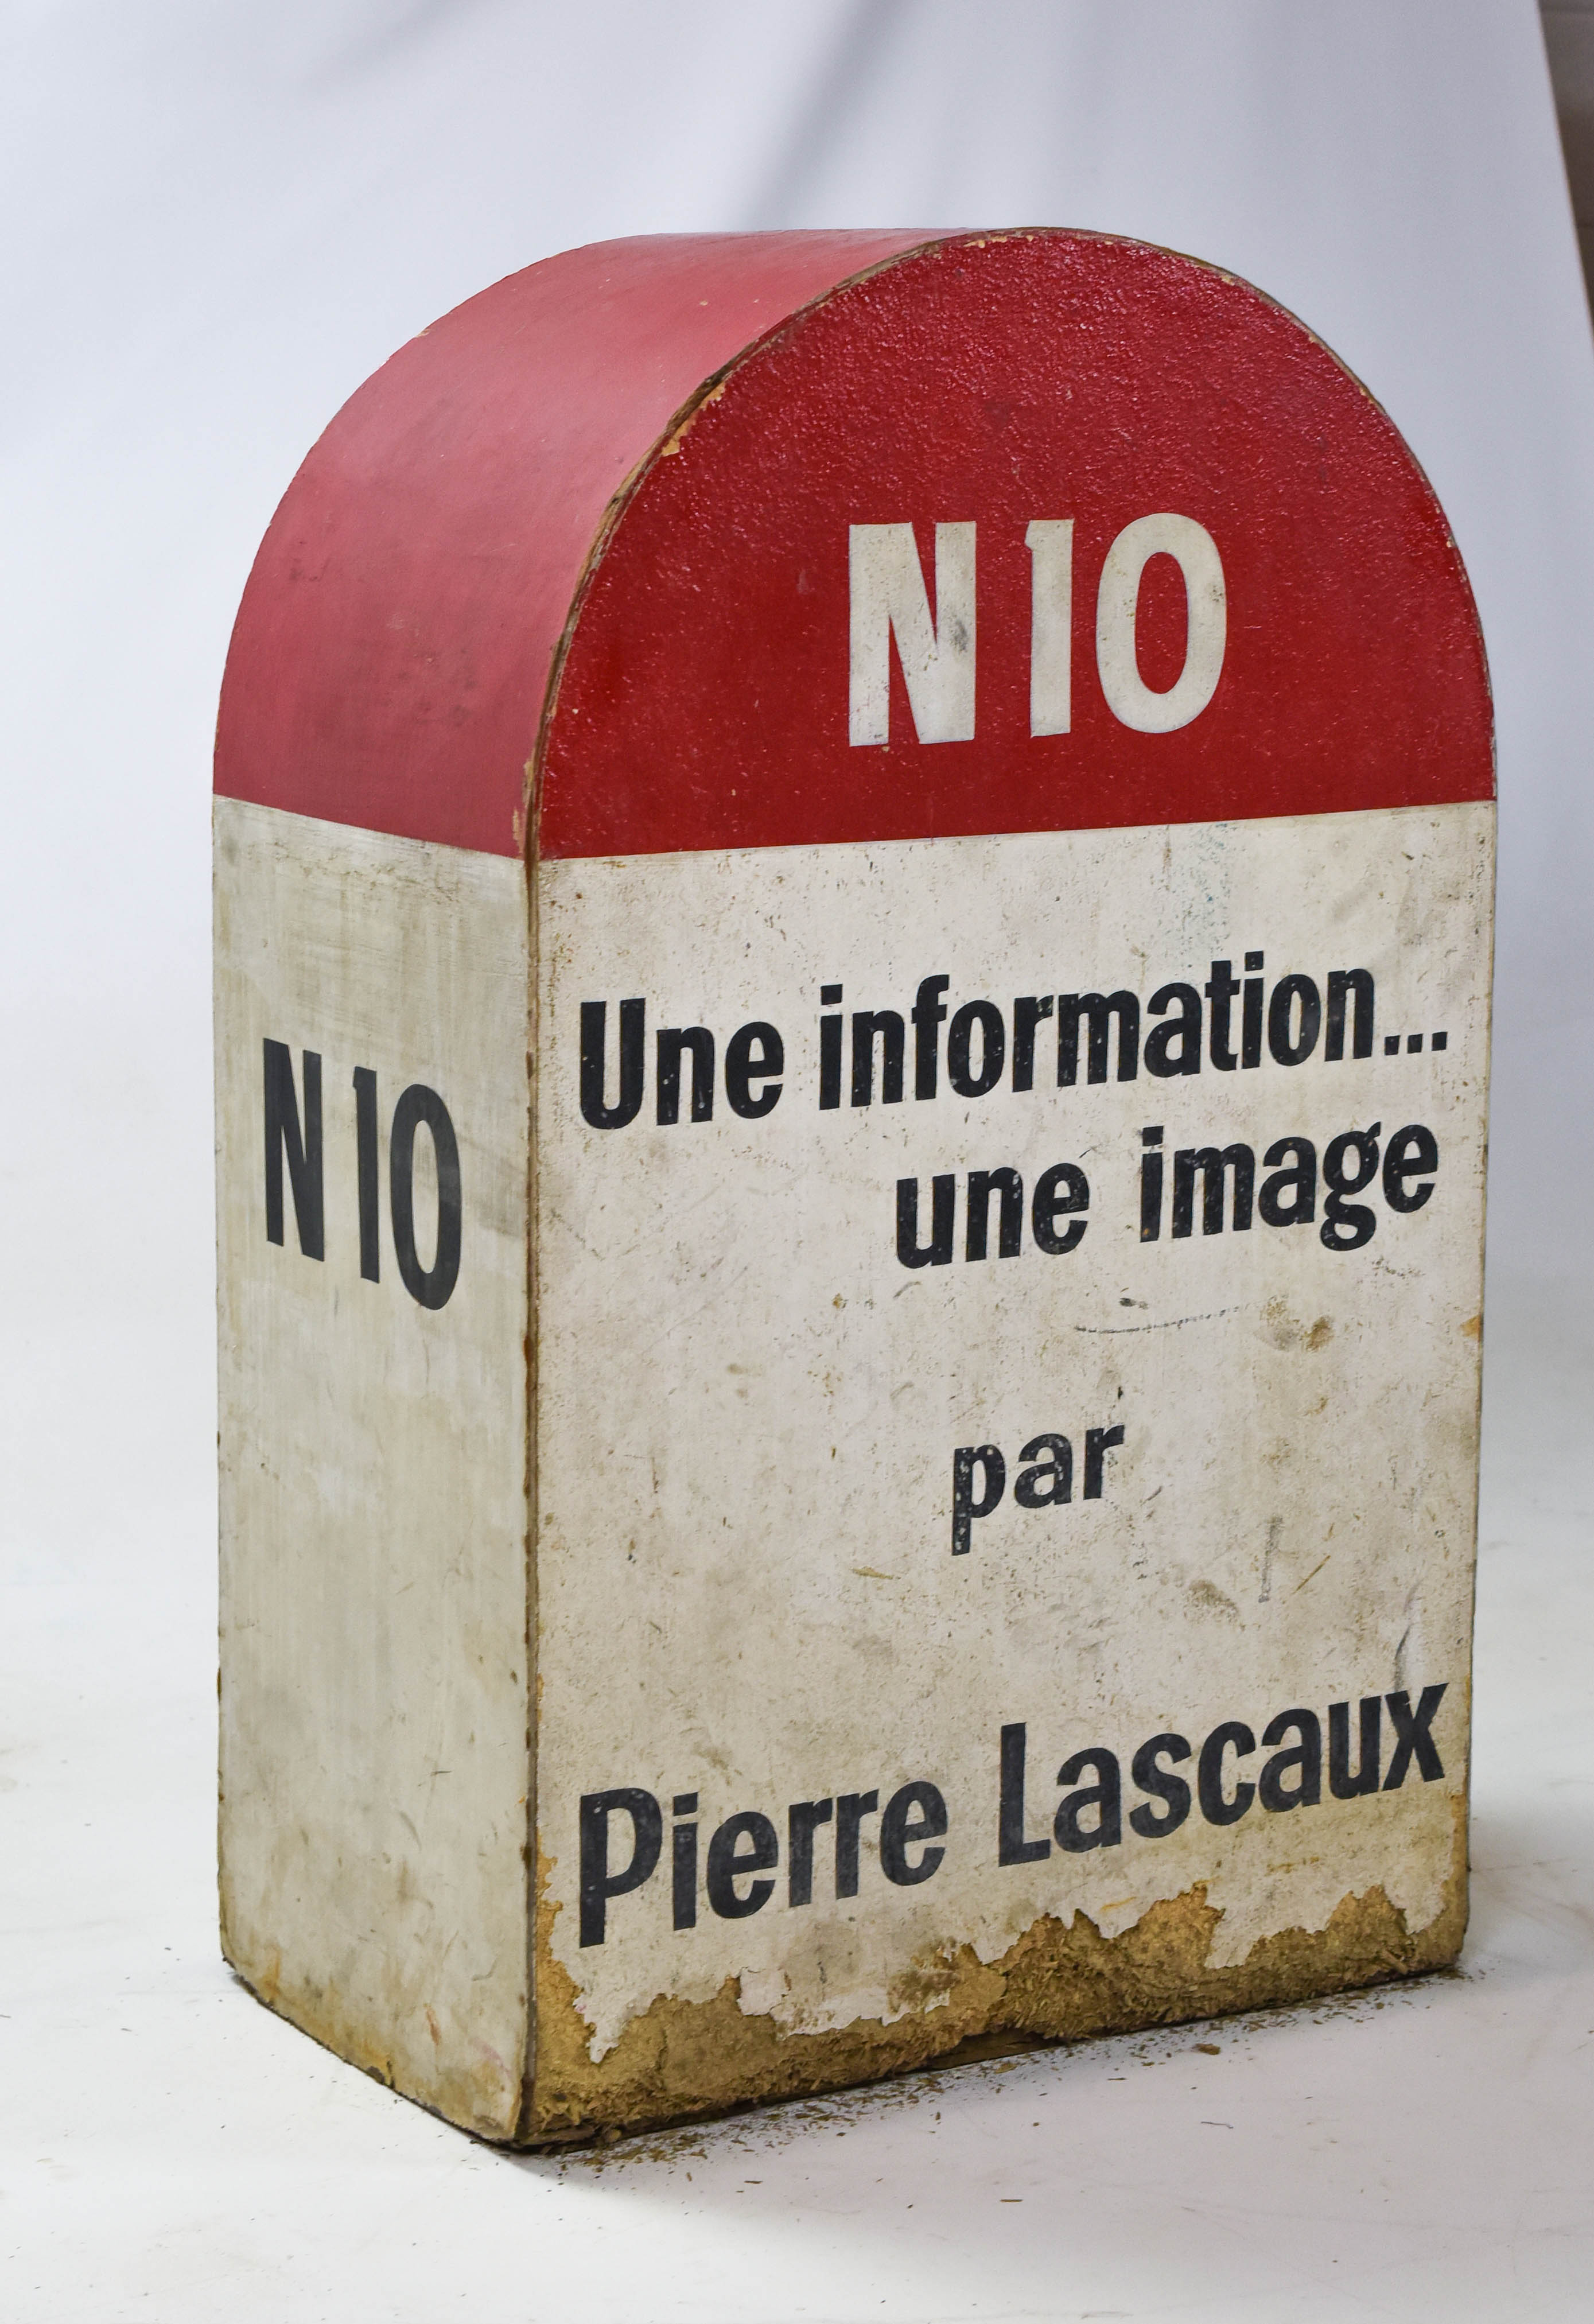 N10
Une information...
une image
par
Pierre Lascaux
N10